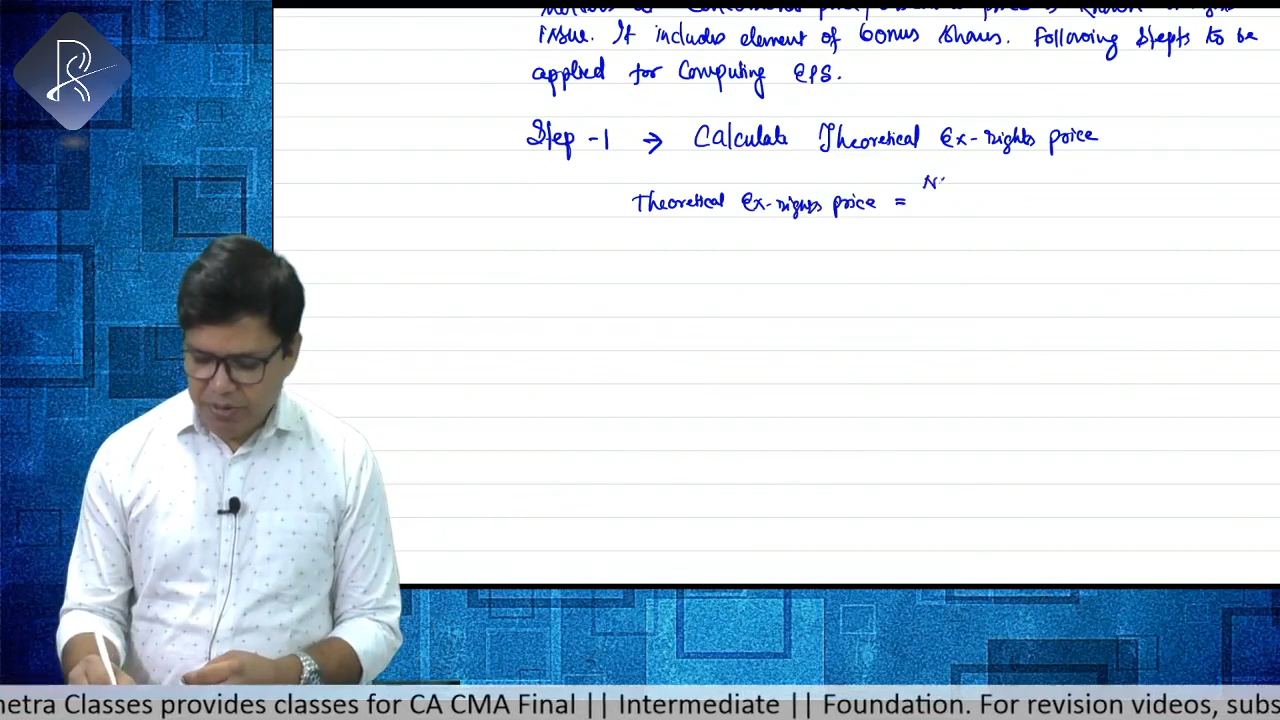 issue. It includes element of bonus shares. Following stepts to be
applied for computing EPS.
Step -1 → Calculate Theoretical Ex-rights price
Theoretical Ex-rights price =
netra Classes provides classes for CA CMA Final || Intermediate || Foundation. For revision videos, subs